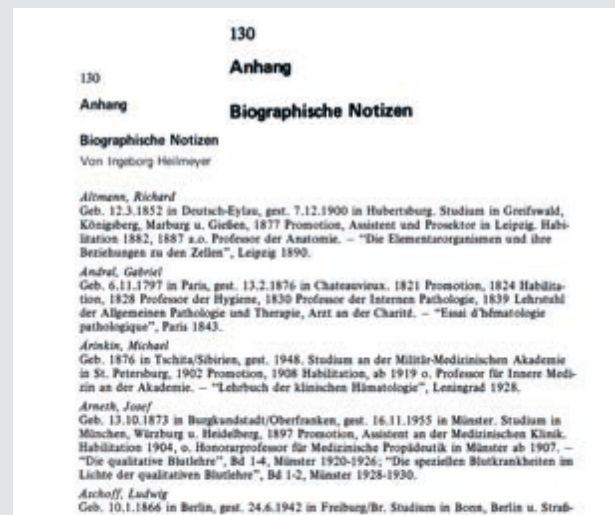 130
Anhang
Biographische Notizen
130
Anhang
Biographische Notizen
Von Ingeborg Heilmeyer
Altmann, Richard
Geb. 12.3.1852 in Deutsch-Eylau, gest. 7.12.1900 in Hubertsburg. Studium in Greifswald,
Königsberg, Marburg u. Gießen, 1877 Promotion, Assistent und Prosektor in Leipzig. Habi-
litation 1882, 1887 a.o. Professor der Anatomie. – "Die Elementarorganismen und ihre
Beziehungen zu den Zellen", Leipzig 1890.
Andral, Gabriel
Geb. 6.11.1797 in Paris, gest. 13.2.1876 in Chateauvieux. 1821 Promotion, 1824 Habilita-
tion, 1828 Professor der Hygiene, 1830 Professor der Internen Pathologie, 1839 Lehrstuhl
der Allgemeinen Pathologie und Therapie, Arzt an der Charité. – "Essai d'hématologie
pathologique", Paris 1843.
Arinkin, Michael
Geb. 1876 in Tschita/Sibirien, gest. 1948. Studium an der Militär-Medizinischen Akademie
in St. Petersburg, 1902 Promotion, 1908 Habilitation, ab 1919 o. Professor für Innere Medi-
zin an der Akademie. – "Lehrbuch der klinischen Hämatologie", Leningrad 1928.
Arneth, Josef
Geb. 13.10.1873 in Burgkundstadt/Oberfranken, gest. 16.11.1955 in Münster. Studium in
München, Würzburg u. Heidelberg, 1897 Promotion, Assistent an der Medizinischen Klinik.
Habilitation 1904, o. Honorarprofessor für Medizinische Propädeutik in Münster ab 1907. –
"Die qualitative Blutlehre", Bd 1-4, Münster 1920-1926; "Die speziellen Blutkrankheiten im
Lichte der qualitativen Blutlehre", Bd 1-2, Münster 1928-1930.
Aschoff, Ludwig
Geb. 10.1.1866 in Berlin, gest. 24.6.1942 in Freiburg/Br. Studium in Bonn, Berlin u. Straß-